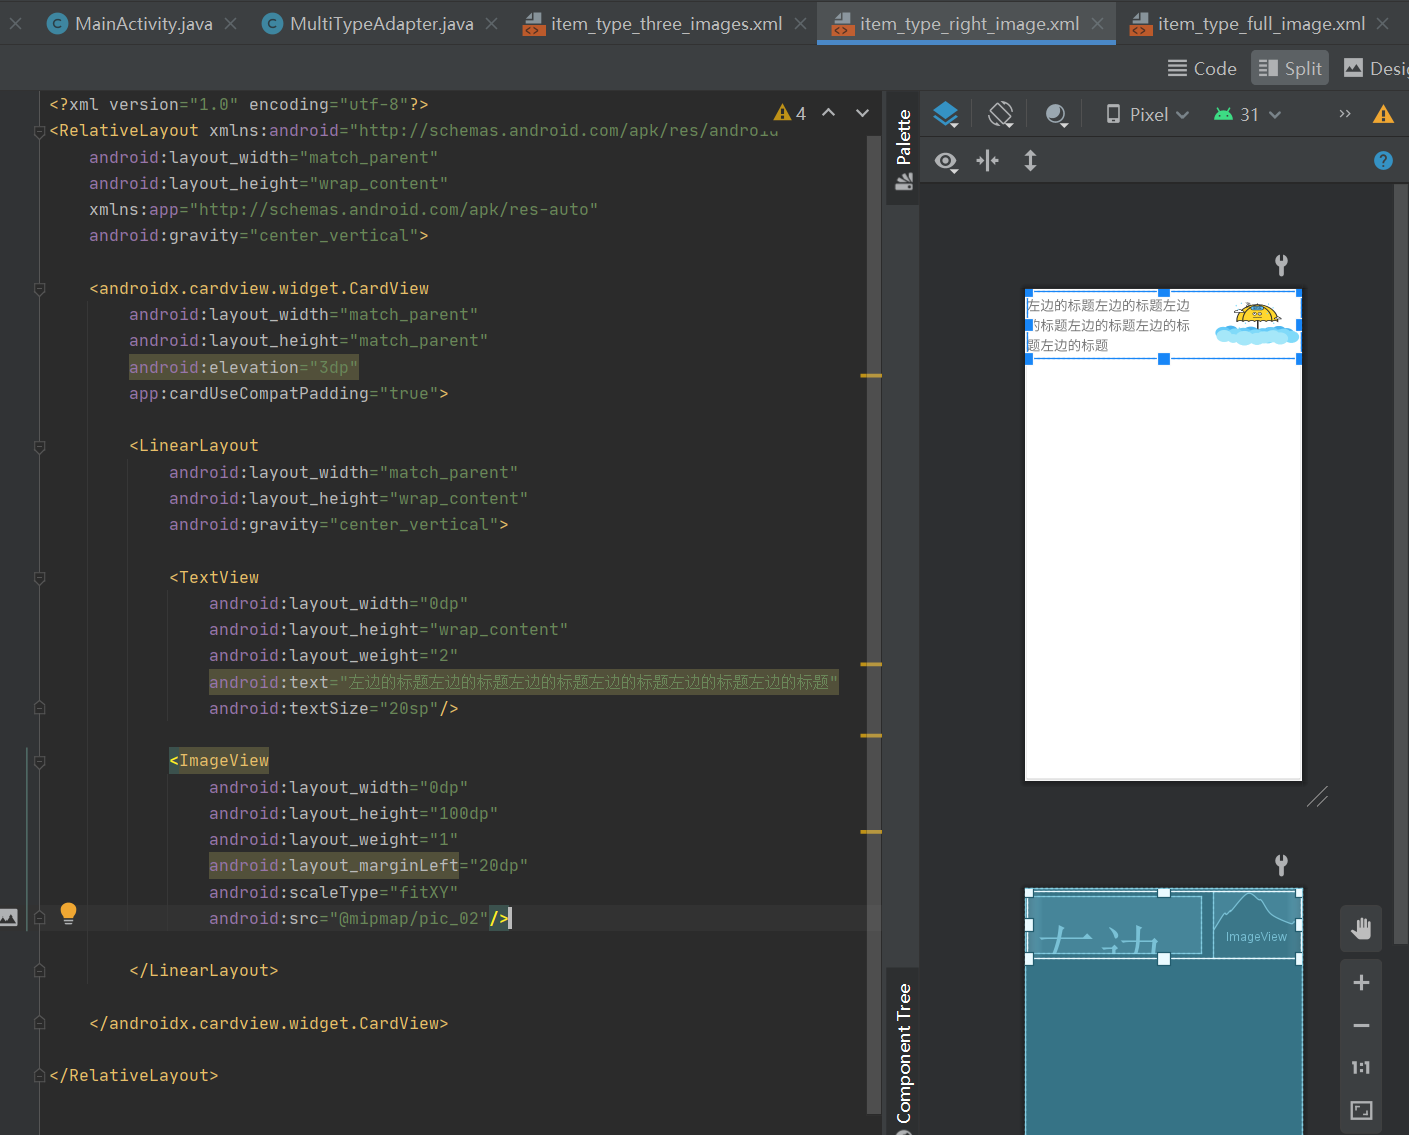 MainActivity.java
MultiTypeAdapter.java
item_type_three_images.xml
item_type_right_image.xml
item_type_full_image.xml
Code
Split
Desig
<?xml version="1.0" encoding="utf-8"?>
<RelativeLayout xmlns:android="http://schemas.android.com/apk/res/android
android:layout_width="match_parent"
android:layout_height="wrap_content"
xmlns:app="http://schemas.android.com/apk/res-auto"
android:gravity="center_vertical">
<androidx.cardview.widget.CardView
android:layout_width="match_parent"
android:layout_height="match_parent"
android:elevation="3dp"
app:cardUseCompatPadding="true">
<LinearLayout
android:layout_width="match_parent"
android:layout_height="wrap_content"
android:gravity="center_vertical">
<TextView
android:layout_width="0dp"
android:layout_height="wrap_content"
android:layout_weight="2"
android:text="左边的标题左边的标题左边的标题左边的标题左边的标题左边的标题"
android:textSize="20sp"/>
<ImageView
android:layout_width="0dp"
android:layout_height="100dp"
android:layout_weight="1"
android:layout_marginLeft="20dp"
android:scaleType="fitXY"
android:src="@mipmap/pic_02"/>
</LinearLayout>
</androidx.cardview.widget.CardView>
</RelativeLayout>
4
Palette
Component Tree
Pixel
31
左边的标题左边的标题左边
的标题左边的标题左边的标
题左边的标题
左边
ImageView
1:1